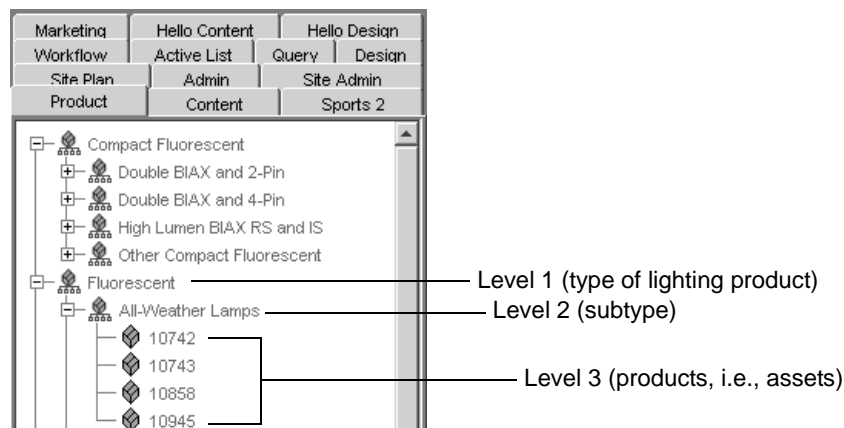 Marketing Hello Content Hello Design
Workflow Active List Query Design
Site Plan Admin Site Admin
Product Content Sports 2
Compact Fluorescent
Double BIAX and 2-Pin
Double BIAX and 4-Pin
High Lumen BIAX RS and IS
Other Compact Fluorescent
Fluorescent Level 1 (type of lighting product)
All-Weather Lamps Level 2 (subtype)
10742
10743
Level 3 (products, i.e., assets)
10858
10945